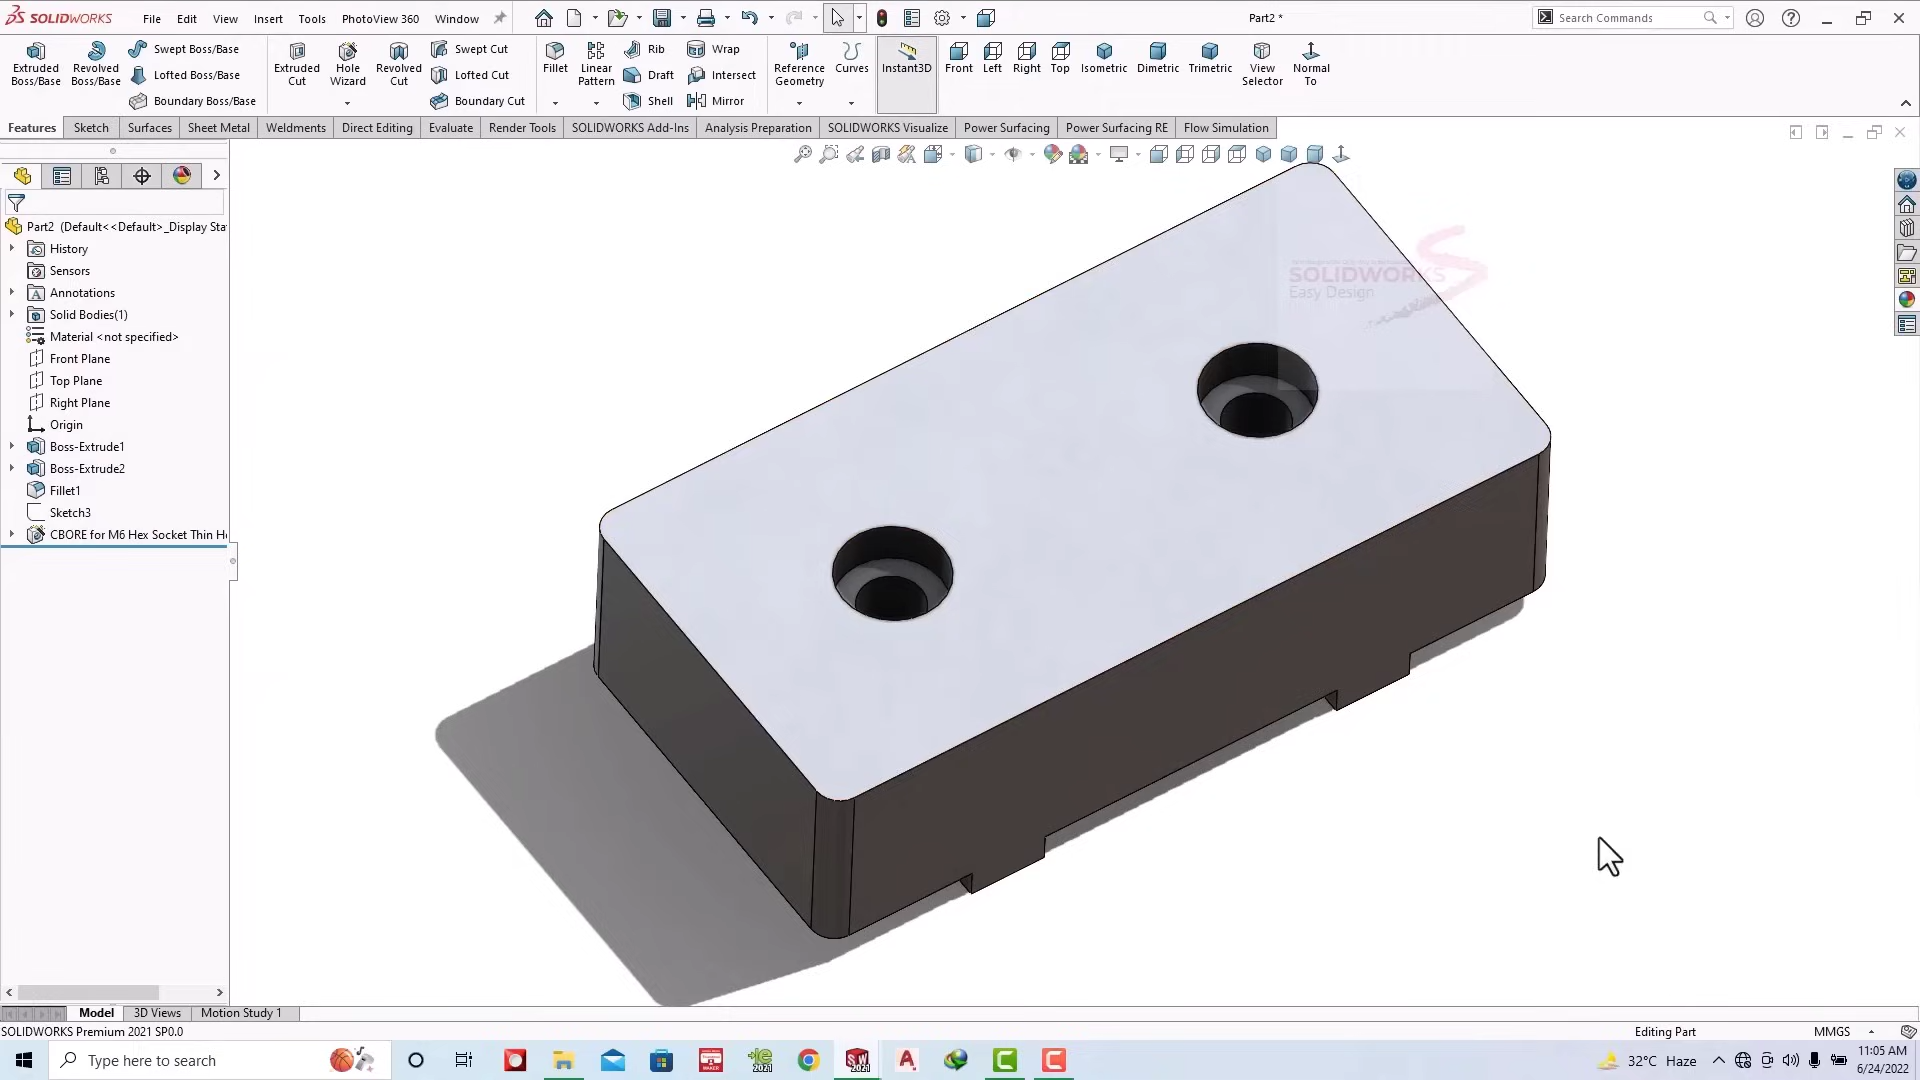 SOLIDWORKS File Edit View Insert Tools PhotoView 360 Window Part2 * Search Commands
Extruded Boss/Base
Revolved Boss/Base
Swept Boss/Base
Lofted Boss/Base
Boundary Boss/Base
Extruded Cut
Hole Wizard
Revolved Cut
Swept Cut
Lofted Cut
Boundary Cut
Fillet
Linear Pattern
Rib
Draft
Shell
Wrap
Intersect
Mirror
Reference Geometry
Curves
Instant3D
Front
Left
Right
Top
Isometric
Dimetric
Trimetric
View Selector
Normal To
Features Sketch Surfaces Sheet Metal Weldments Direct Editing Evaluate Render Tools SOLIDWORKS Add-Ins Analysis Preparation SOLIDWORKS Visualize Power Surfacing Power Surfacing RE Flow Simulation
Part2 (Default<<Default>_Display Sta
History
Sensors
Annotations
Solid Bodies(1)
Material <not specified>
Front Plane
Top Plane
Right Plane
Origin
Boss-Extrude1
Boss-Extrude2
Fillet1
Sketch3
CBORE for M6 Hex Socket Thin H
SOLIDWORKS
Easy Design
Model 3D Views Motion Study 1
SOLIDWORKS Premium 2021 SP0.0 Editing Part MMGS
Type here to search
32°C Haze
11:05 AM
6/24/2022